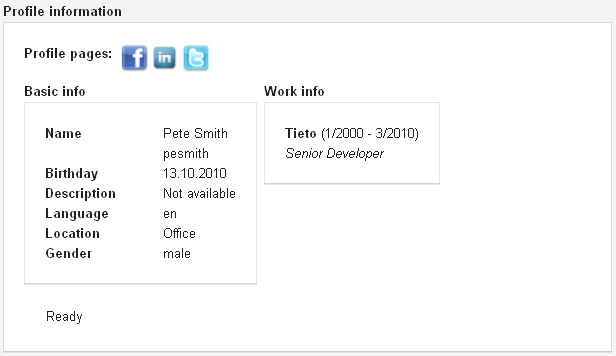 Profile information
Profile pages: f in t
Basic info
Name Pete Smith
pesmith
Birthday 13.10.2010
Description Not available
Language en
Location Office
Gender male
Work info
Tieto (1/2000 - 3/2010)
Senior Developer
Ready